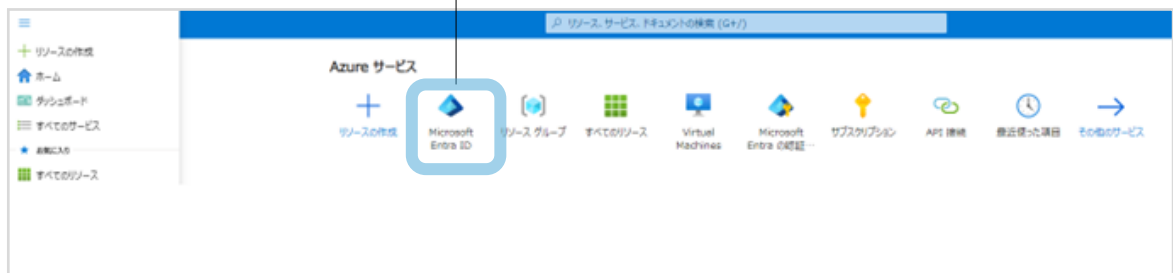 リソース、サービス、ドキュメントの検索 (G+/)
リソースの作成
ホーム
ダッシュボード
すべてのサービス
お気に入り
すべてのリソース
Azure サービス
リソースの作成
Microsoft
Entra ID
リソース グループ
すべてのリソース
Virtual
Machines
Microsoft
Entra の認証…
サブスクリプション
API 接続
最近使った項目
その他のサービス